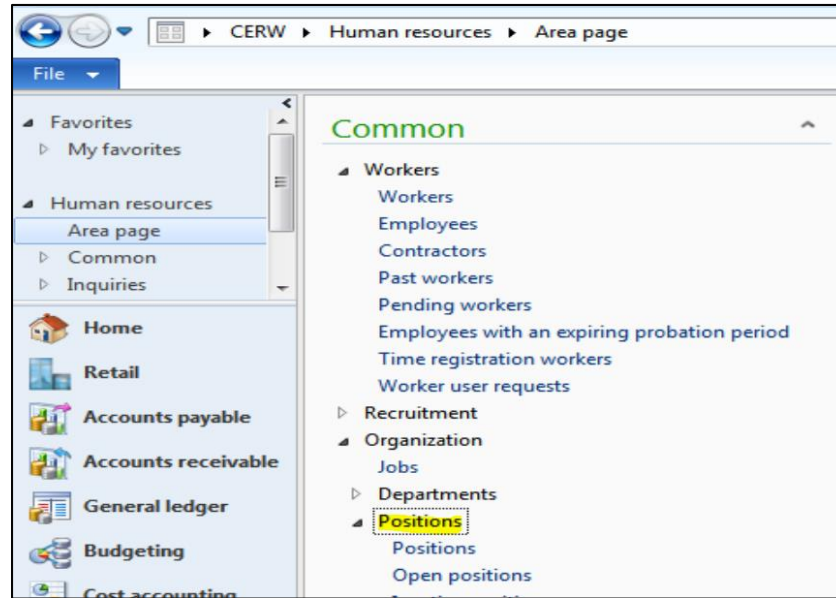 CERW Human resources Area page
File
Favorites
My favorites
Human resources
Area page
Common
Inquiries
Home
Retail
Accounts payable
Accounts receivable
General ledger
Budgeting
Cost accounting
Common
Workers
Workers
Employees
Contractors
Past workers
Pending workers
Employees with an expiring probation period
Time registration workers
Worker user requests
Recruitment
Organization
Jobs
Departments
Positions
Positions
Open positions